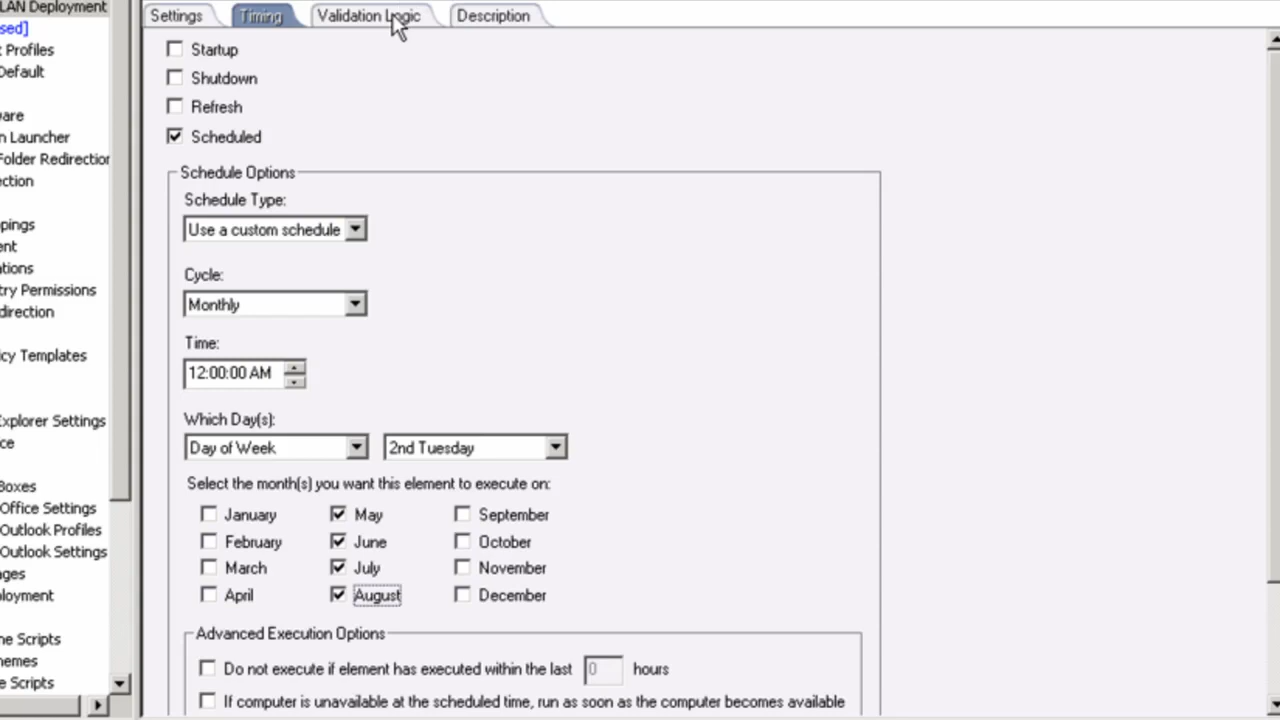 LAN Deployment
sed]
t Profiles
Default
are
n Launcher
Folder Redirection
ection
pings
ent
ations
try Permissions
direction
icy Templates
Explorer Settings
ce
Boxes
Office Settings
Outlook Profiles
Outlook Settings
ages
ployment
ne Scripts
hemes
e Scripts
Settings Timing Validation Logic Description
Startup
Shutdown
Refresh
Scheduled
Schedule Options
Schedule Type:
Use a custom schedule
Cycle:
Monthly
Time:
12:00:00 AM
Which Day(s):
Day of Week 2nd Tuesday
Select the month(s) you want this element to execute on:
January May September
February June October
March July November
April August December
Advanced Execution Options
Do not execute if element has executed within the last 0 hours
If computer is unavailable at the scheduled time, run as soon as the computer becomes available